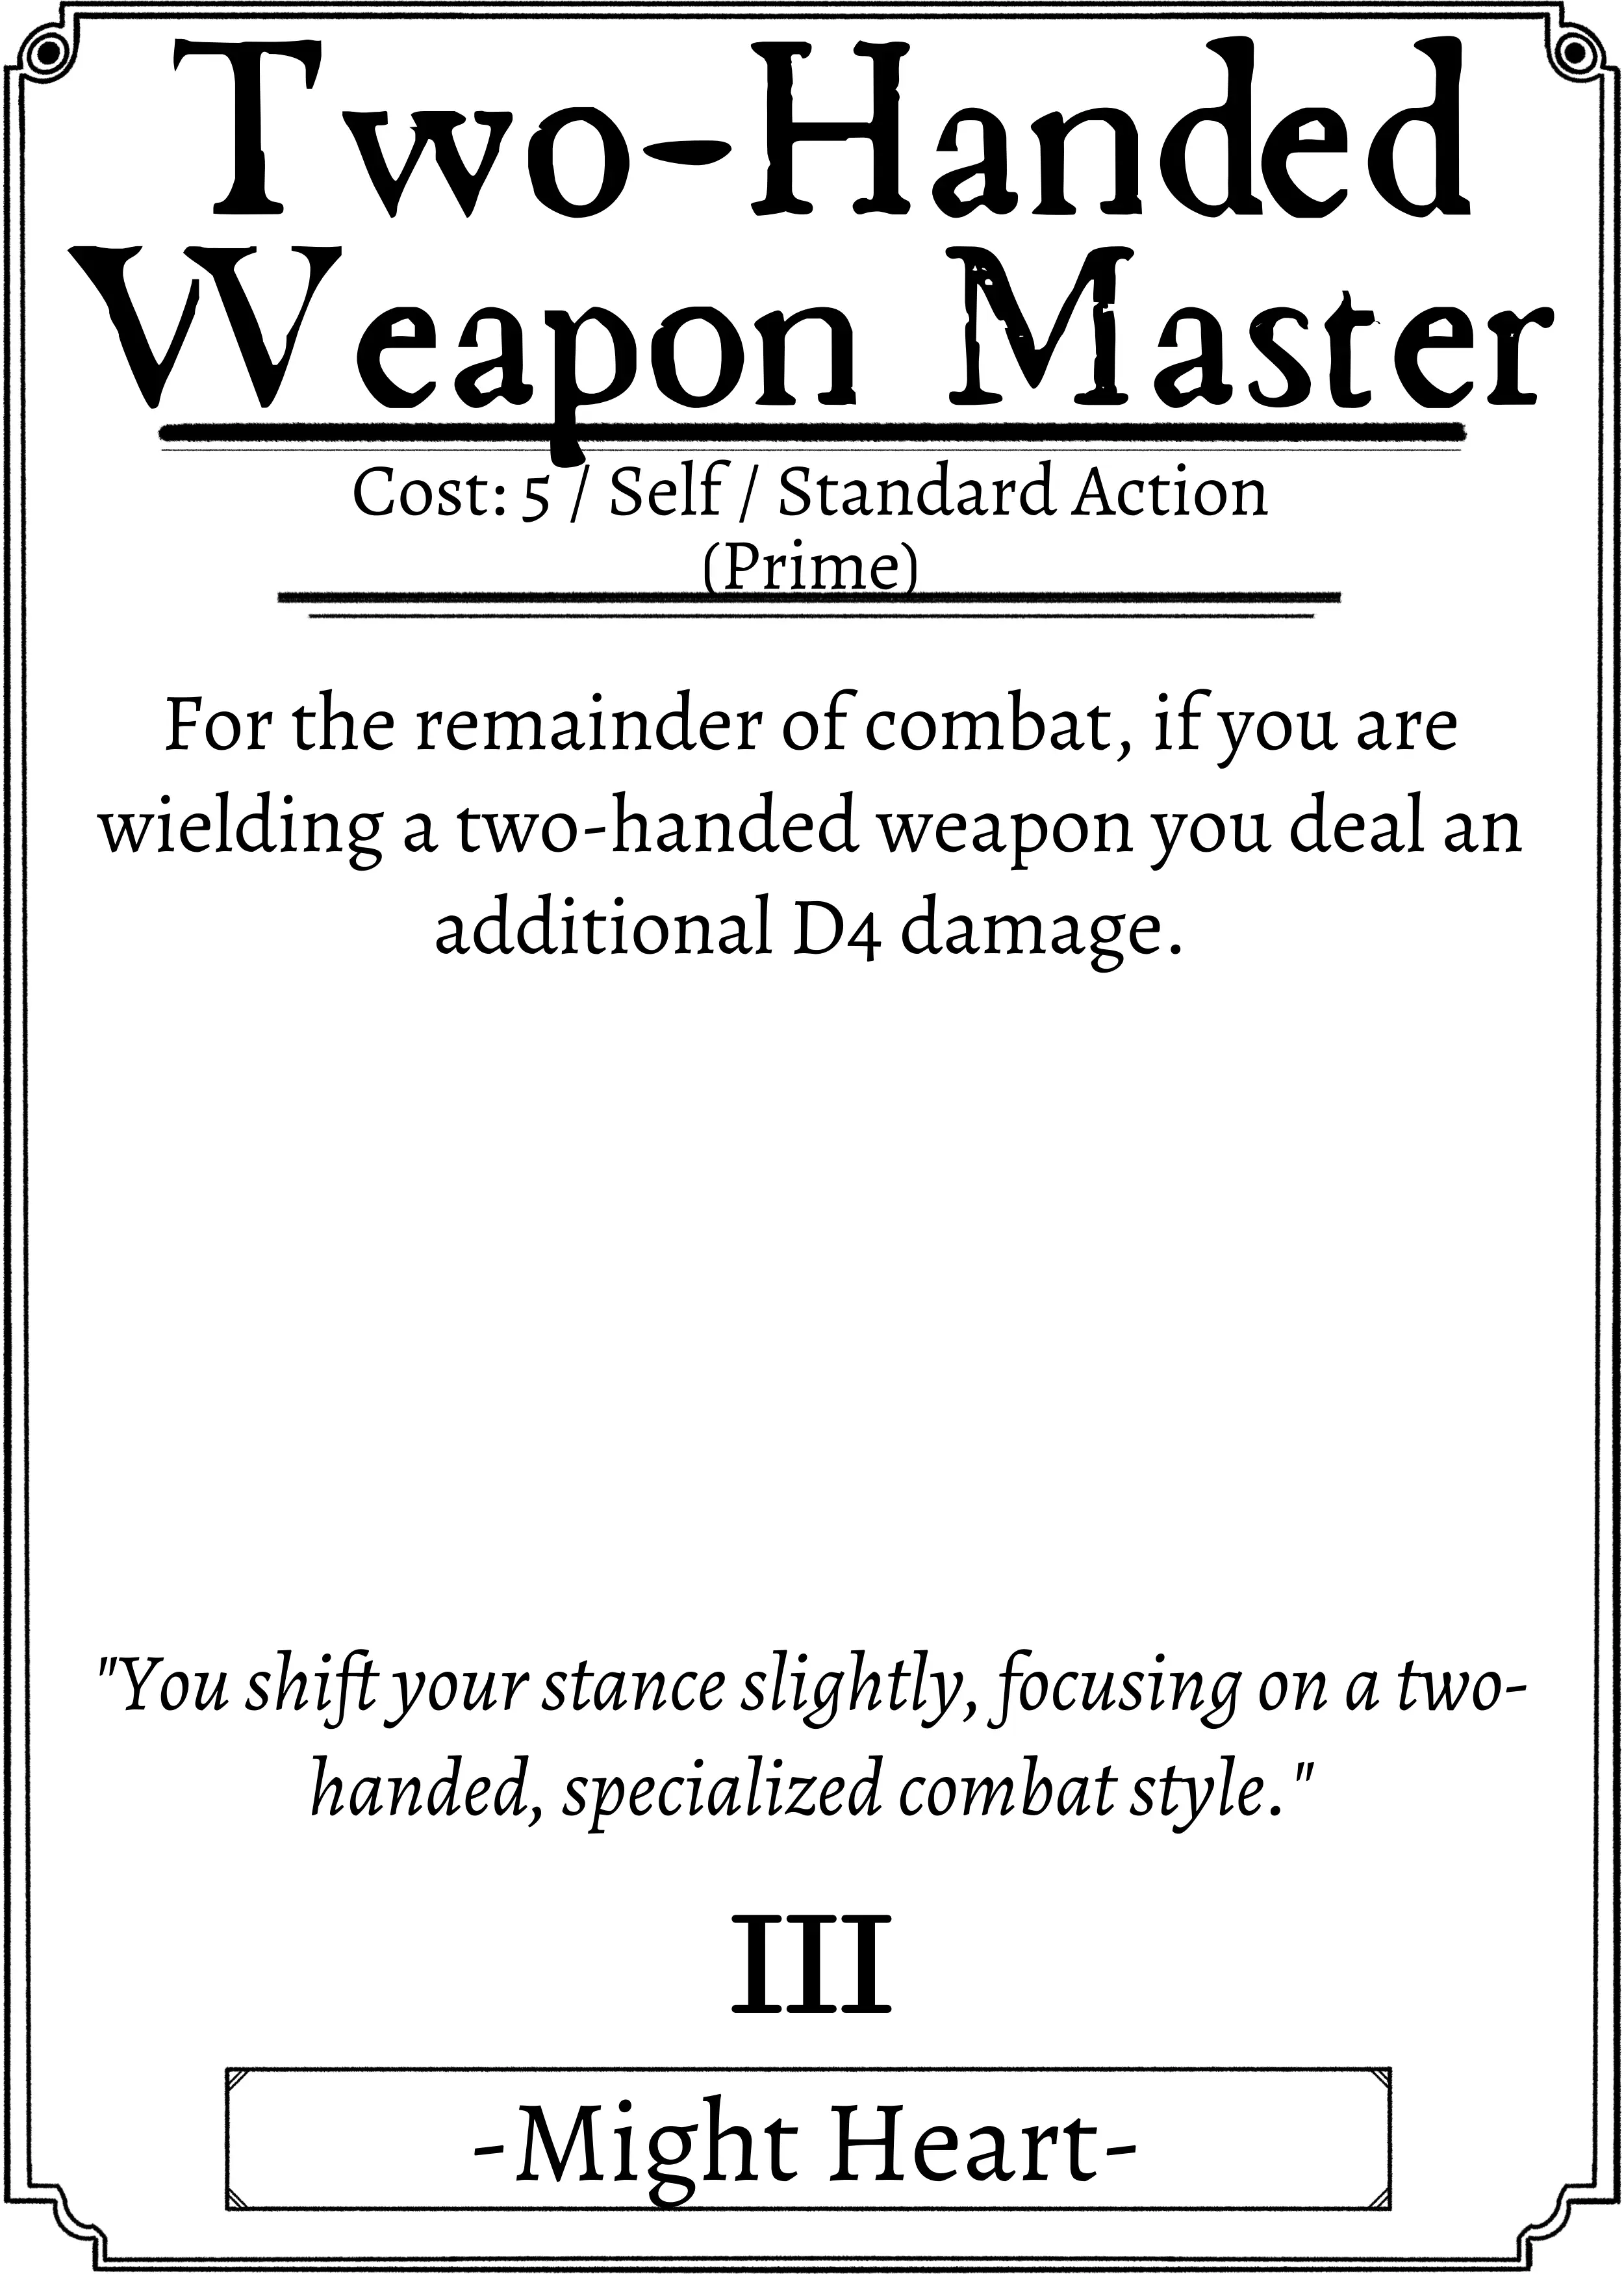 Two-Handed
Weapon Master
Cost: 5 / Self / Standard Action
(Prime)
For the remainder of combat, if you are
wielding a two-handed weapon you deal an
additional D4 damage.
"You shift your stance slightly, focusing on a two-
handed, specialized combat style."
III
-Might Heart-